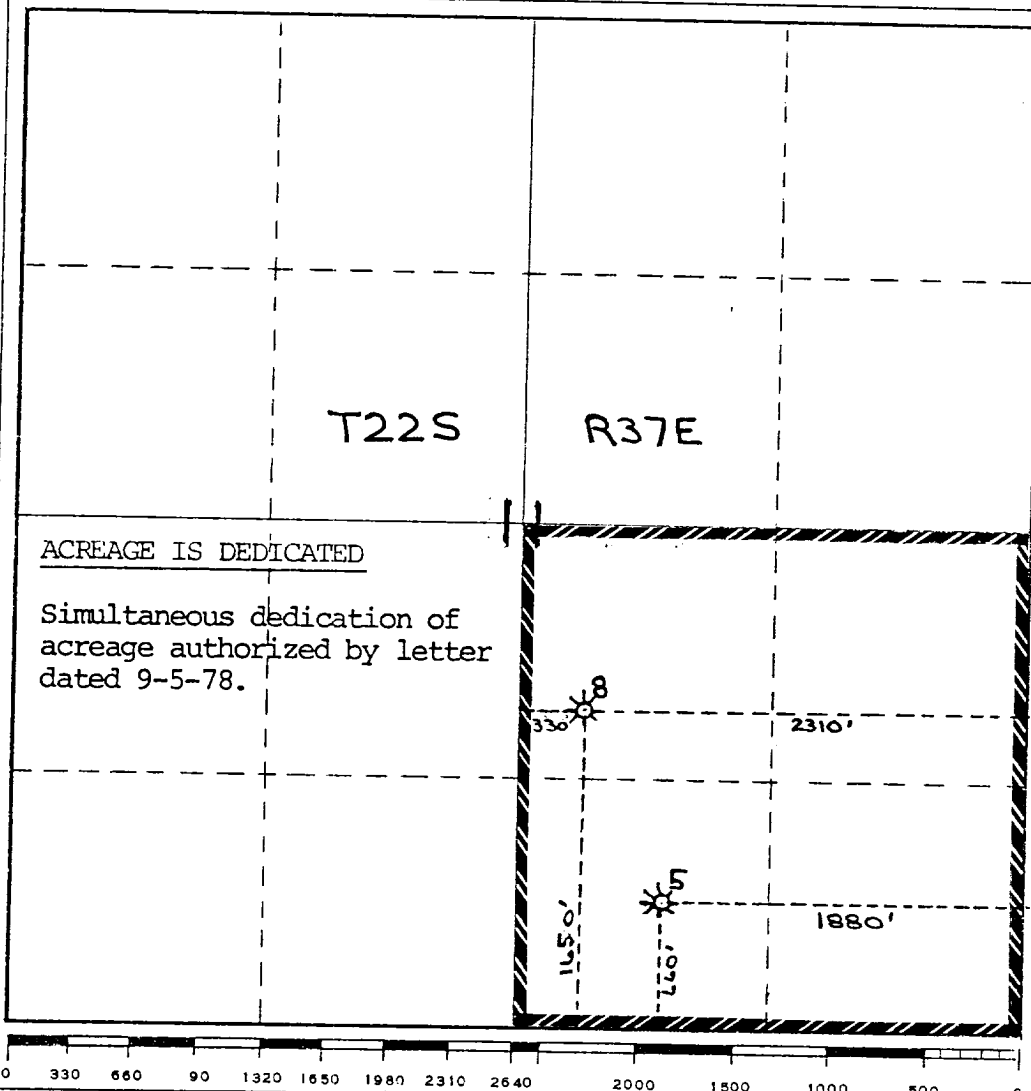 T22S R37E
ACREAGE IS DEDICATED
Simultaneous dedication of
acreage authorized by letter
dated 9-5-78.
8
330' 2310'
5
1880'
1650' 660'
0 330 660 90 1320 1650 1980 2310 2640 2000 1500 1000 500 0